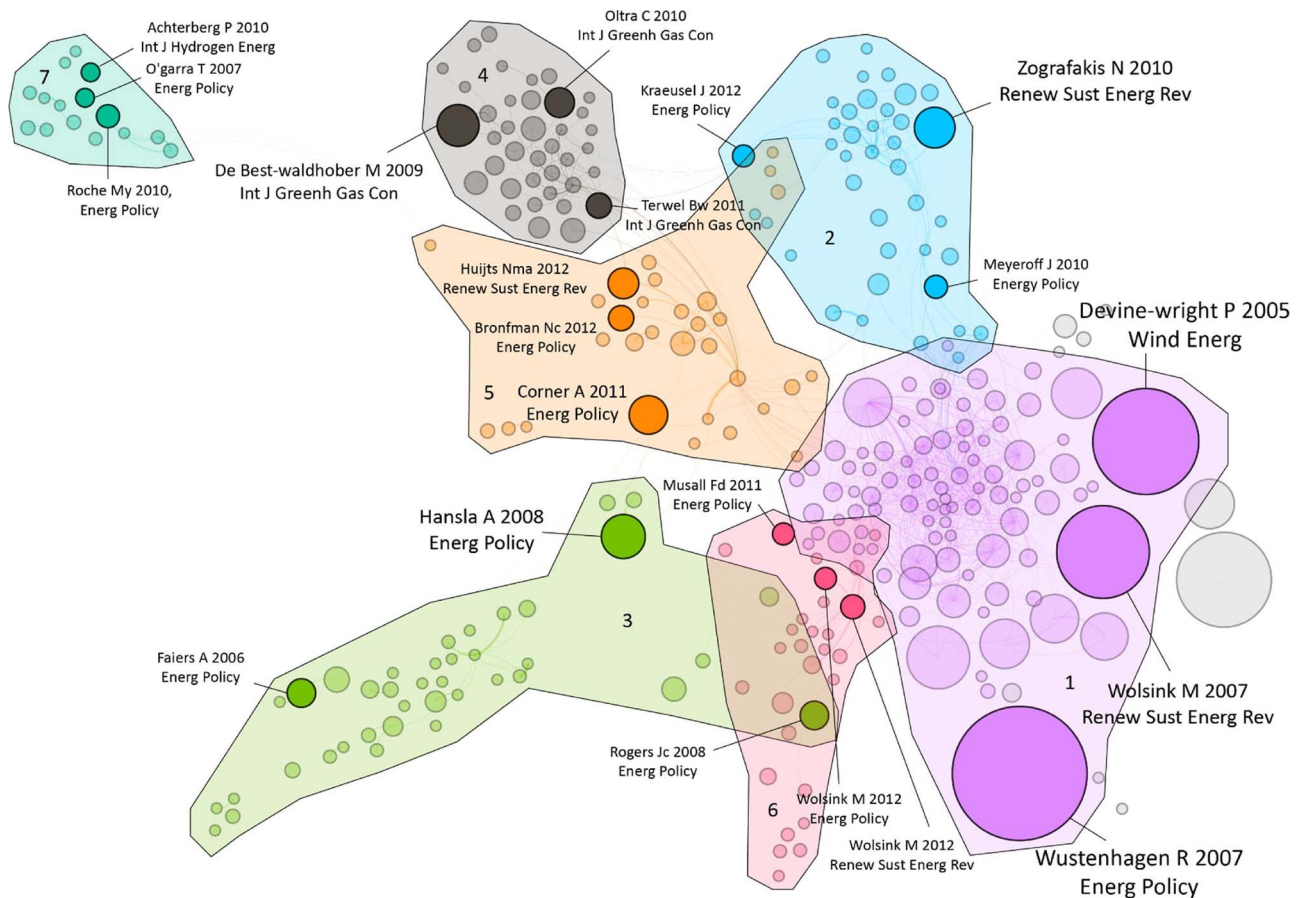 Achterberg P 2010
Int J Hydrogen Energ
O'garra T 2007
Energy Policy
7
Roche My 2010,
Energ Policy
Oltra C 2010
Int J Greenh Gas Con
4
De Best-waldhober M 2009
Int J Greenh Gas Con
Terwel Bw 2011
Int J Greenh Gas Con
Kraeusel J 2012
Energy Policy
Zografakis N 2010
Renew Sust Energ Rev
2
Meyeroff J 2010
Energy Policy
Huijts Nma 2012
Renew Sust Energ Rev
Bronfman Nc 2012
Energ Policy
5
Corner A 2011
Energ Policy
Devine-wright P 2005
Wind Energ
Musall Fd 2011
Energ Policy
Hansla A 2008
Energ Policy
3
Faiers A 2006
Energ Policy
Rogers Jc 2008
Energ Policy
1
Wolsink M 2007
Renew Sust Energ Rev
6
Wolsink M 2012
Energ Policy
Wolsink M 2012
Renew Sust Energ Rev
Wustenhagen R 2007
Energ Policy